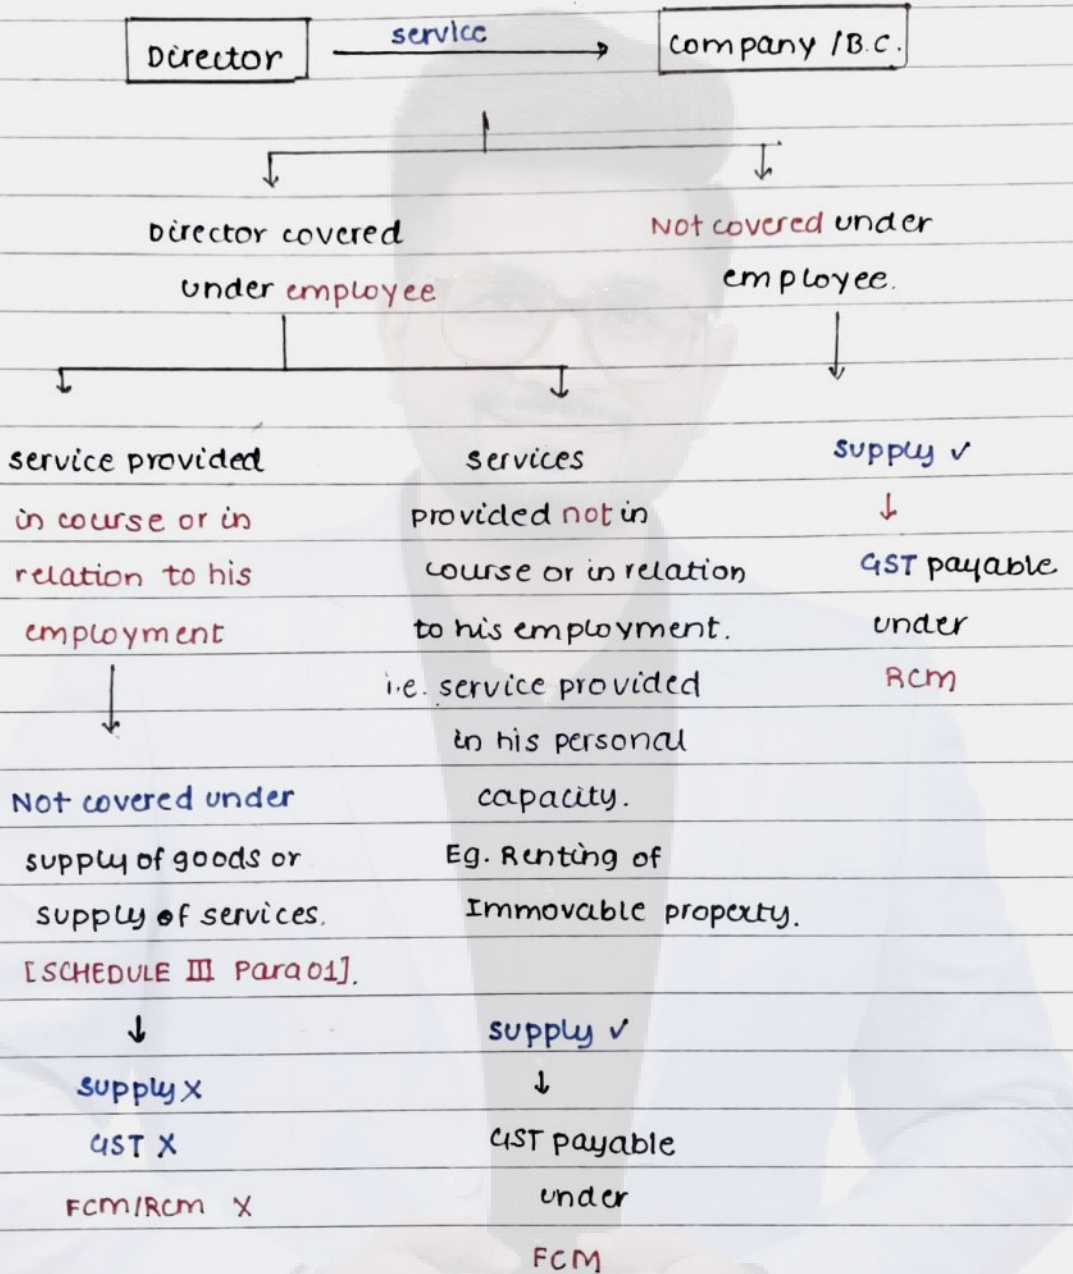 Director
service
Company / B.C.
Director covered
under employee
Not covered under
employee.
service provided
in course or in
relation to his
employment
Not covered under
supply of goods or
supply of services.
[SCHEDULE III Para 01].
supply X
GST X
FCM/RCM X
services
provided not in
course or in relation
to his employment.
i.e. service provided
in his personal
capacity.
Eg. Renting of
Immovable property.
supply ✓
GST payable
under
FCM
supply ✓
GST payable
under
RCM